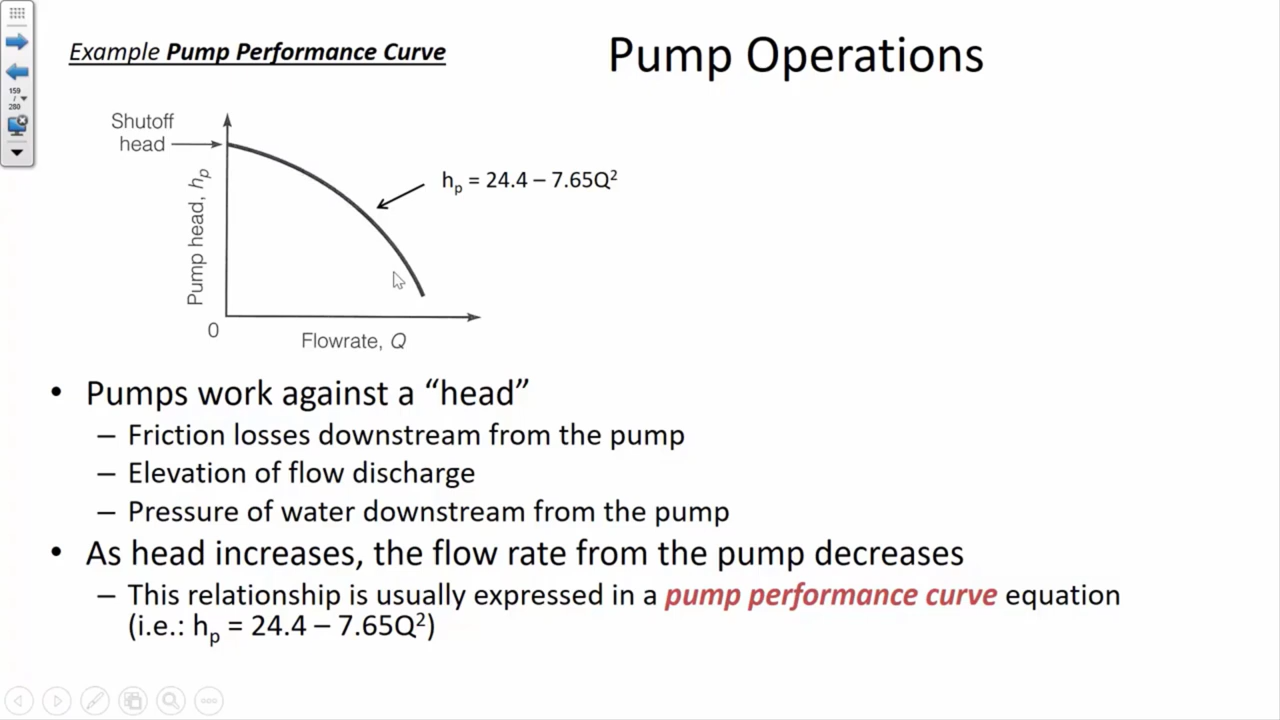 159
/
280
Example Pump Performance Curve
Pump Operations
Shutoff
head
Pump head, hp
hp = 24.4 – 7.65Q²
0
Flowrate, Q
• Pumps work against a “head”
– Friction losses downstream from the pump
– Elevation of flow discharge
– Pressure of water downstream from the pump
• As head increases, the flow rate from the pump decreases
– This relationship is usually expressed in a pump performance curve equation
(i.e.: hp = 24.4 – 7.65Q²)